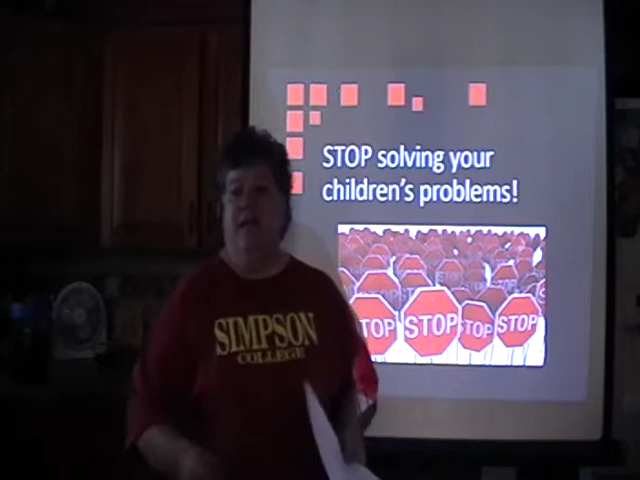 STOP solving your
children's problems!
STOP
STOP
STOP
STOP
SIMPSON
COLLEGE